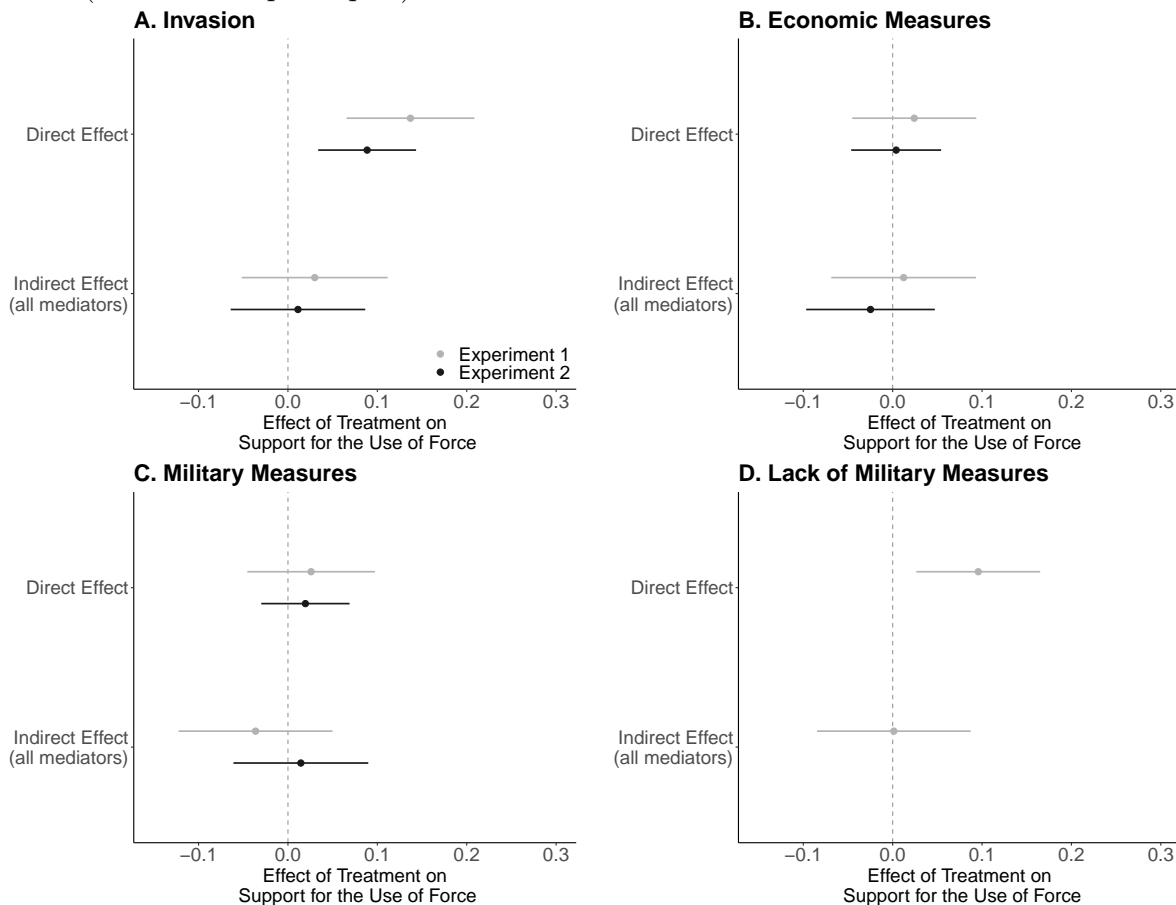 A. Invasion
Direct Effect
Indirect Effect
(all mediators)
Experiment 1
Experiment 2
−0.1 0.0 0.1 0.2 0.3
Effect of Treatment on
Support for the Use of Force
B. Economic Measures
Direct Effect
Indirect Effect
(all mediators)
−0.1 0.0 0.1 0.2 0.3
Effect of Treatment on
Support for the Use of Force
C. Military Measures
Direct Effect
Indirect Effect
(all mediators)
−0.1 0.0 0.1 0.2 0.3
Effect of Treatment on
Support for the Use of Force
D. Lack of Military Measures
Direct Effect
Indirect Effect
(all mediators)
−0.1 0.0 0.1 0.2 0.3
Effect of Treatment on
Support for the Use of Force